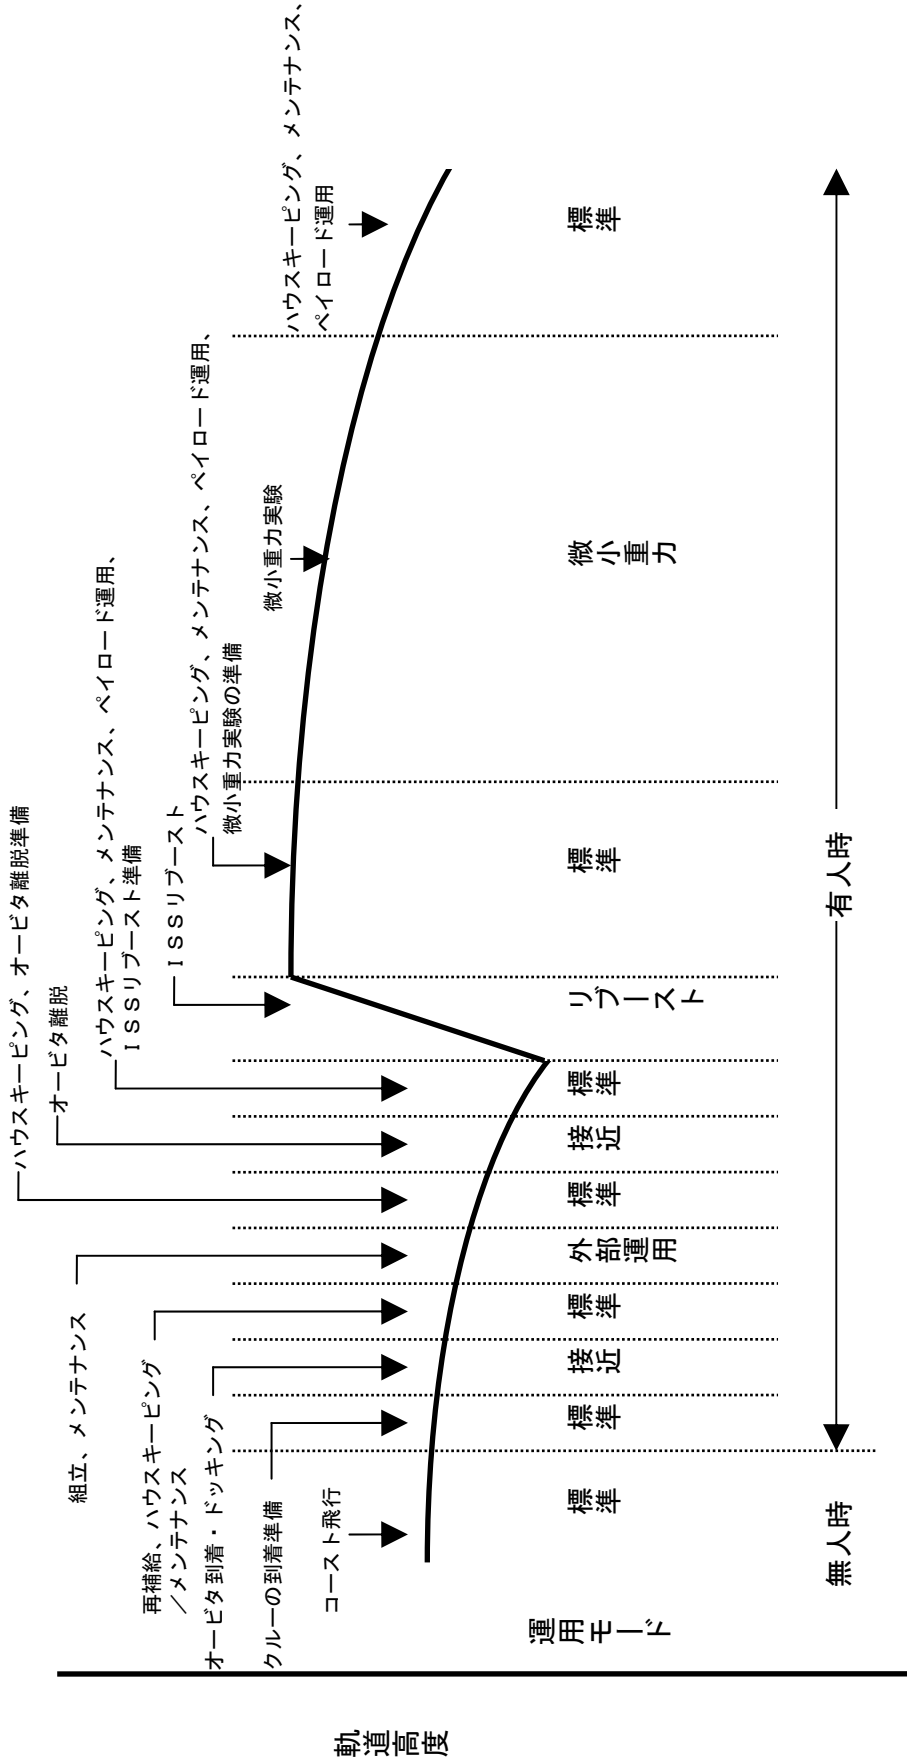 軌道高度
ハウスキーピング、オービタ離脱準備
オービタ離脱
組立、メンテナンス
ハウスキーピング、メンテナンス、ペイロード運用、
ISSリブースト準備
再補給、ハウスキーピング
／メンテナンス
ISSリブースト
オービタ到着・ドッキング
ハウスキーピング、メンテナンス、ペイロード運用、
微小重力実験の準備
クルーの到着準備
微小重力実験
ハウスキーピング、メンテナンス、
ペイロード運用
コースト飛行
運用モード
標準
標準
接近
標準
外部運用
標準
接近
標準
リブースト
標準
微小重力
標準
無人時
有人時